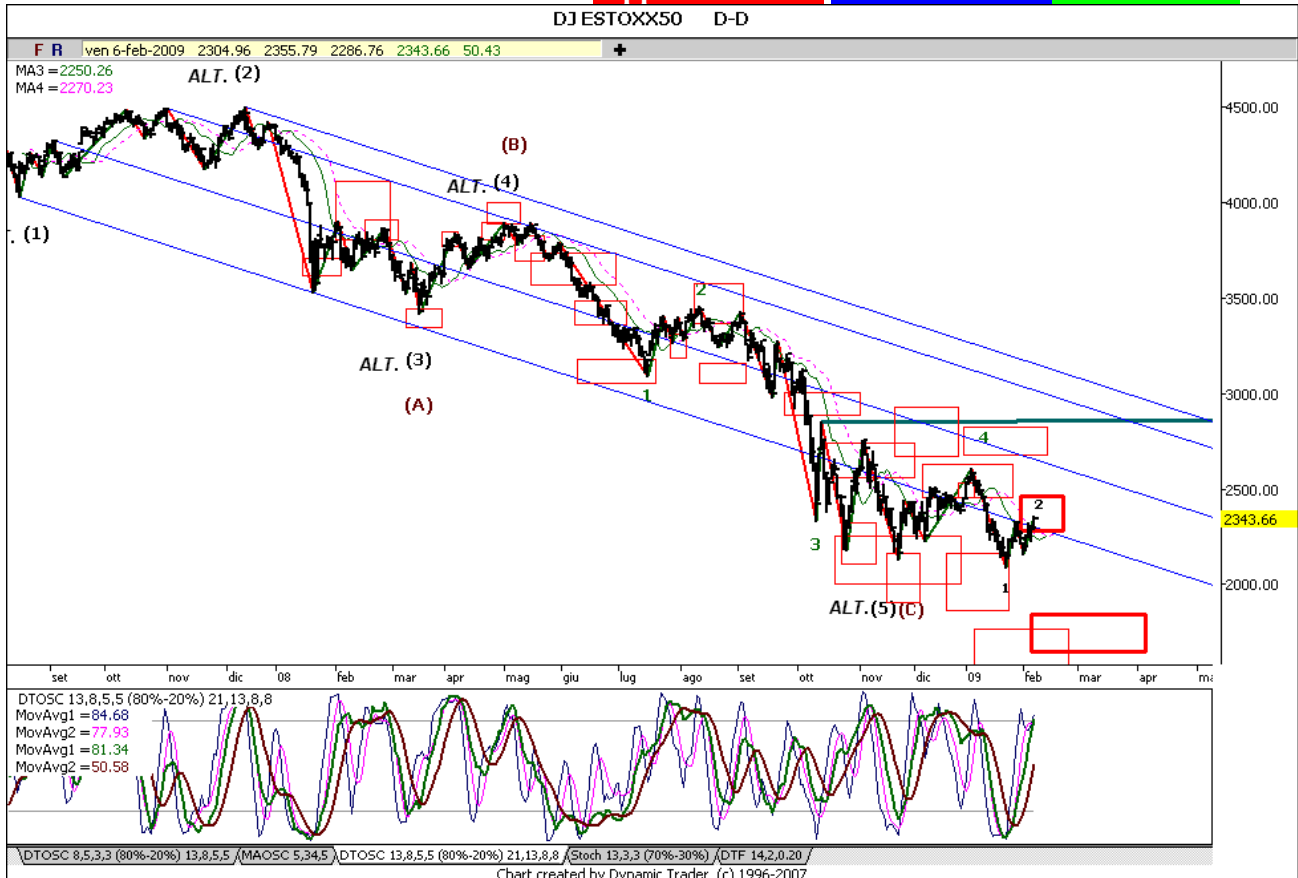 DJ ESTOXX50 D-D
F R ven 6-feb-2009 2304.96 2355.79 2286.76 2343.66 50.43
MA3 =2250.26
MA4 =2270.23
ALT. (2)
4500.00
(B)
ALT. (4)
4000.00
. (1)
3500.00
2
ALT. (3)
1
3000.00
(A)
4
2500.00
2
2343.66
3
1
2000.00
ALT.(5)(C)
set ott nov dic 08 feb mar apr mag giu lug ago set ott nov dic 09 feb mar apr ma
DTOSC 13,8,5,5 (80%-20%) 21,13,8,8
MovAvg1 =84.68
MovAvg2 =77.93
MovAvg1 =81.34
MovAvg2 =50.58
DTOSC 8,5,3,3 (80%-20%) 13,8,5,5 MAOSC 5,34,5 DTOSC 13,8,5,5 (80%-20%) 21,13,8,8 Stoch 13,3,3 (70%-30%) DTF 14,2,0.20
Chart created by Dynamic Trader (c) 1996-2007